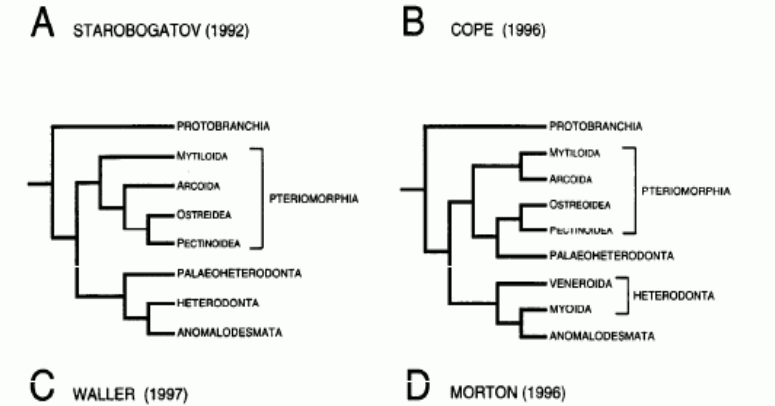 A STAROBOGATOV (1992)
PROTOBRANCHIA
MYTILOIDA
ARCOIDA
OSTREIDEA
PECTINOIDEA
PTERIOMORPHIA
PALAEOHETERODONTA
HETERODONTA
ANOMALODESMATA
B COPE (1996)
PROTOBRANCHIA
MYTILOIDA
ARCOIDA
OSTREOIDEA
PECTINOIDEA
PTERIOMORPHIA
PALAEOHETERODONTA
VENEROIDA
MYOIDA
HETERODONTA
ANOMALODESMATA
C WALLER (1997)
D MORTON (1996)